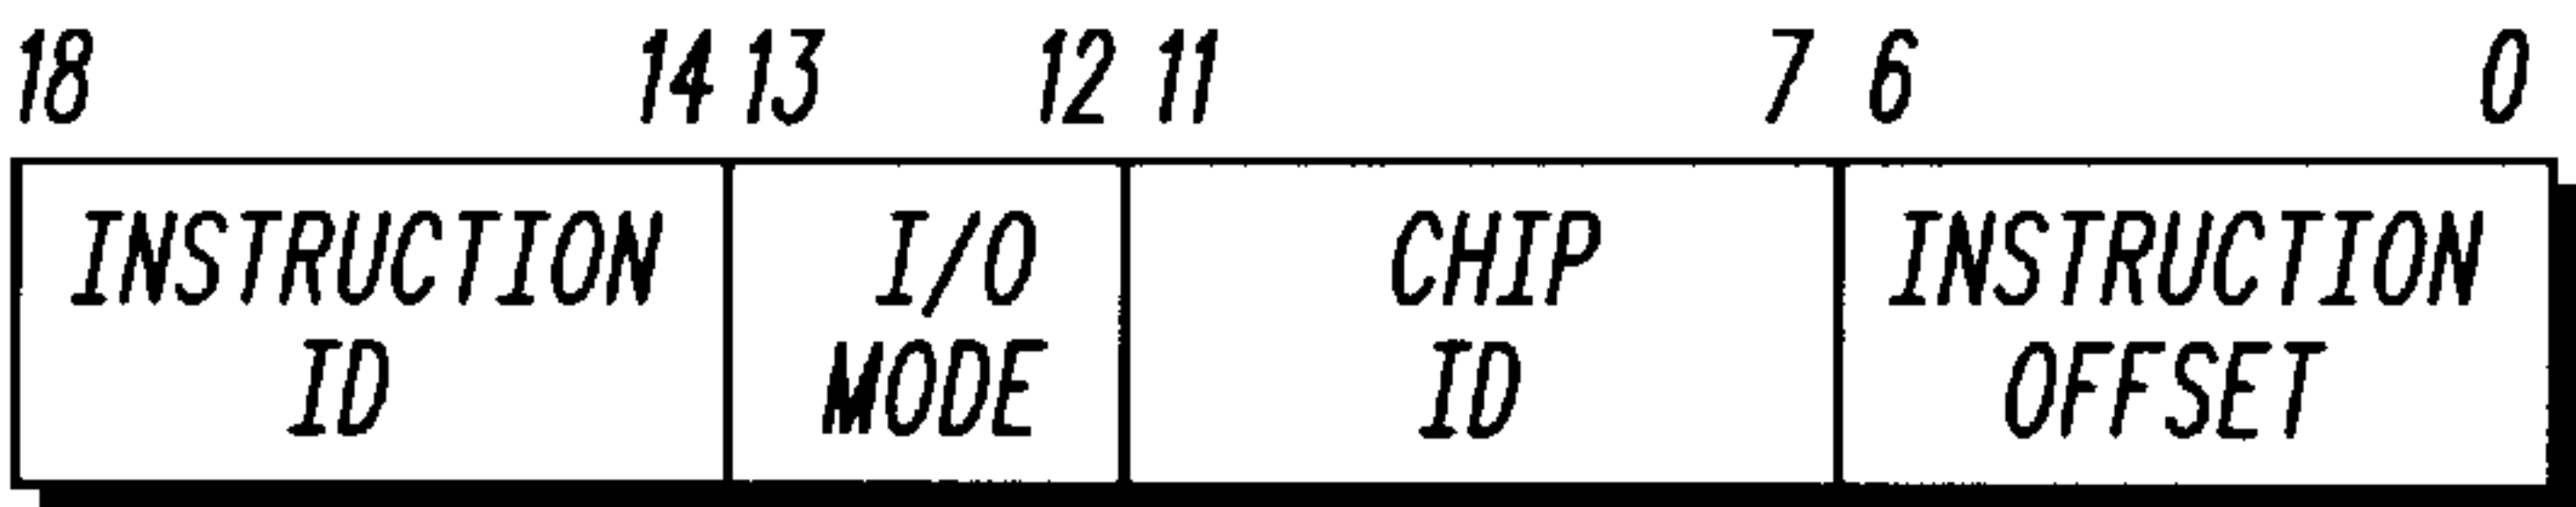 18 14 13 12 11 7 6 0
INSTRUCTION I/O CHIP INSTRUCTION
ID MODE ID OFFSET